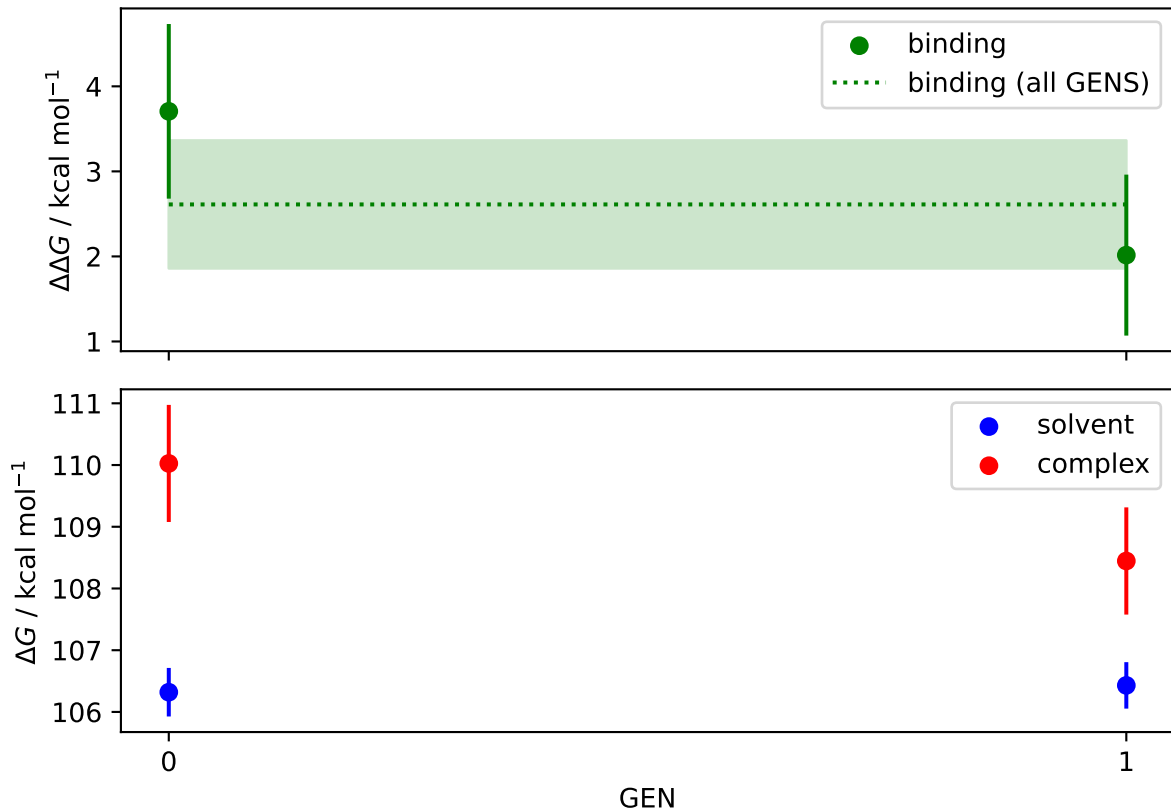 binding
binding (all GENS)
4
3
2
1
ΔΔG / kcal mol⁻¹
solvent
complex
111
110
109
108
107
106
ΔG / kcal mol⁻¹
0
1
GEN